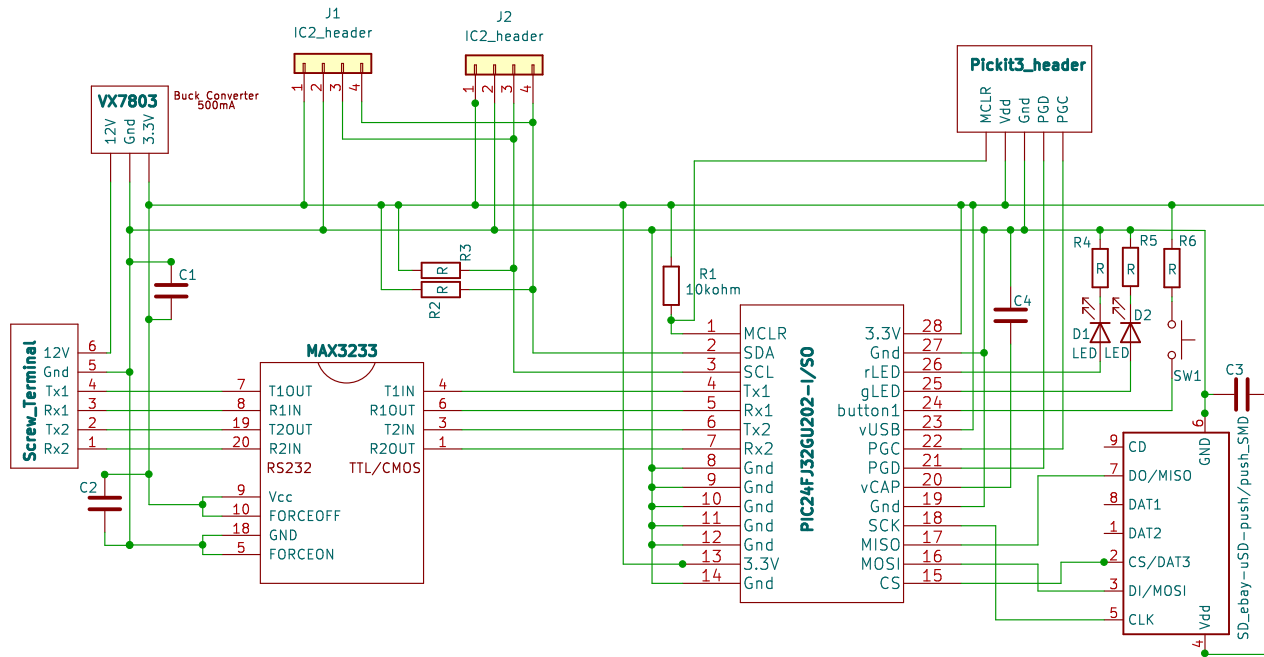 J1
IC2_header
1
2
3
4
J2
IC2_header
1
2
3
4
VX7803
12V
Gnd
3.3V
Buck Converter
500mA
Pickit3_header
MCLR
Vdd
Gnd
PGD
PGC
C1
R3
R
R
R2
R1
10kohm
C4
R4
R
R5
R
R6
R
D1
LED
D2
LED
SW1
C3
Screw_Terminal
12V 6
Gnd 5
Tx1 4
Rx1 3
Tx2 2
Rx2 1
C2
MAX3233
7 T1OUT T1IN 4
8 R1IN R1OUT 6
19 T2OUT T2IN 3
20 R2IN R2OUT 1
RS232 TTL/CMOS
9 Vcc
10 FORCEOFF
18 GND
5 FORCEON
PIC24FJ32GU202-I/SO
1 MCLR 3.3V 28
2 SDA Gnd 27
3 SCL rLED 26
4 Tx1 gLED 25
5 Rx1 button1 24
6 Tx2 vUSB 23
7 Rx2 PGC 22
8 Gnd PGD 21
9 Gnd vCAP 20
10 Gnd Gnd 19
11 Gnd SCK 18
12 Gnd MISO 17
13 3.3V MOSI 16
14 Gnd CS 15
6
GND
9 CD
7 DO/MISO
8 DAT1
1 DAT2
2 CS/DAT3
3 DI/MOSI
5 CLK
Vdd
4
SD_ebay-uSD-push/push_SMD